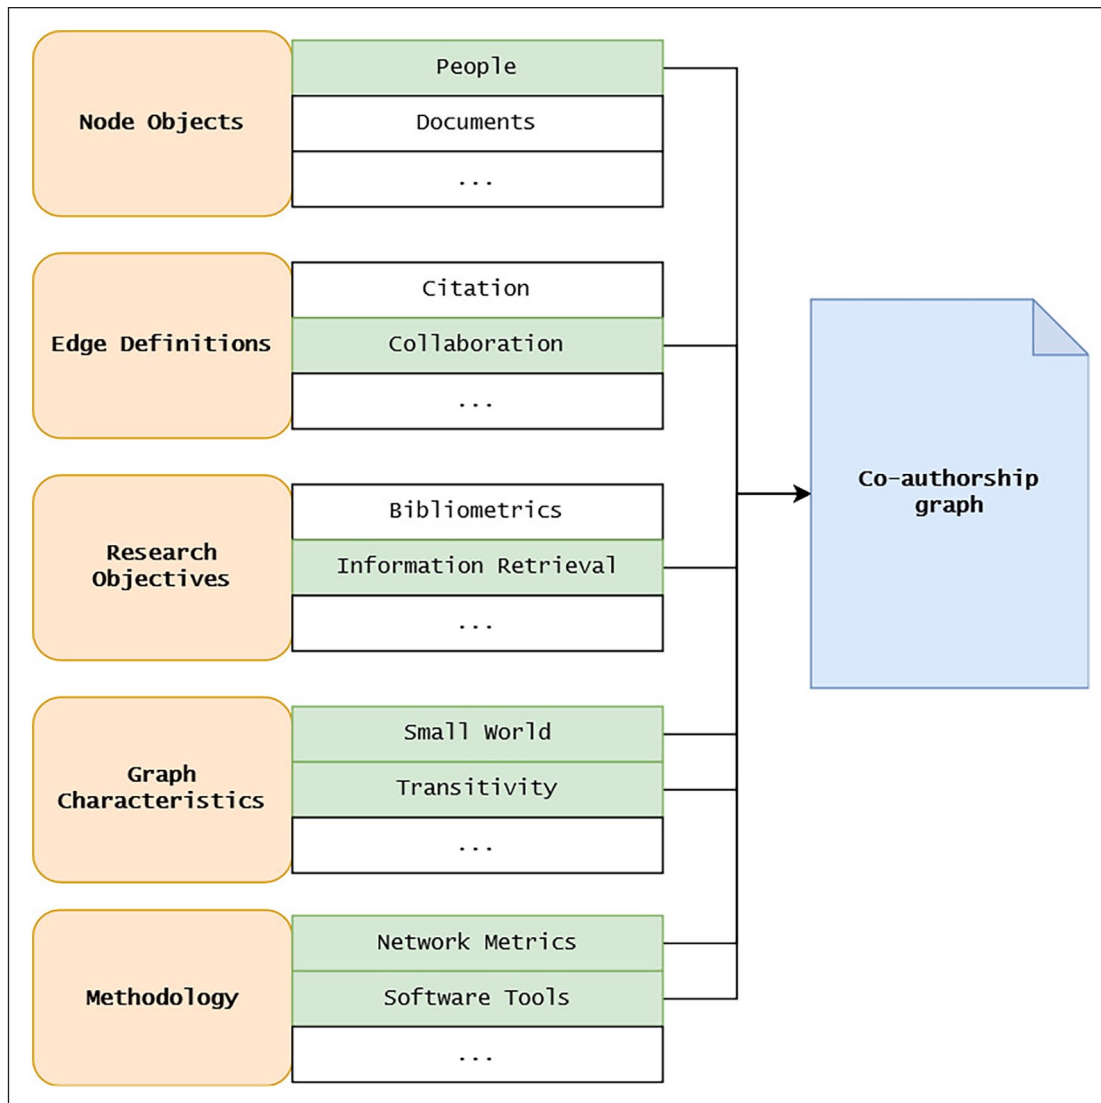 Node Objects
People
Documents
...
Edge Definitions
Citation
Collaboration
...
Research
Objectives
Bibliometrics
Information Retrieval
...
Graph
Characteristics
Small World
Transitivity
...
Methodology
Network Metrics
Software Tools
...
Co-authorship
graph